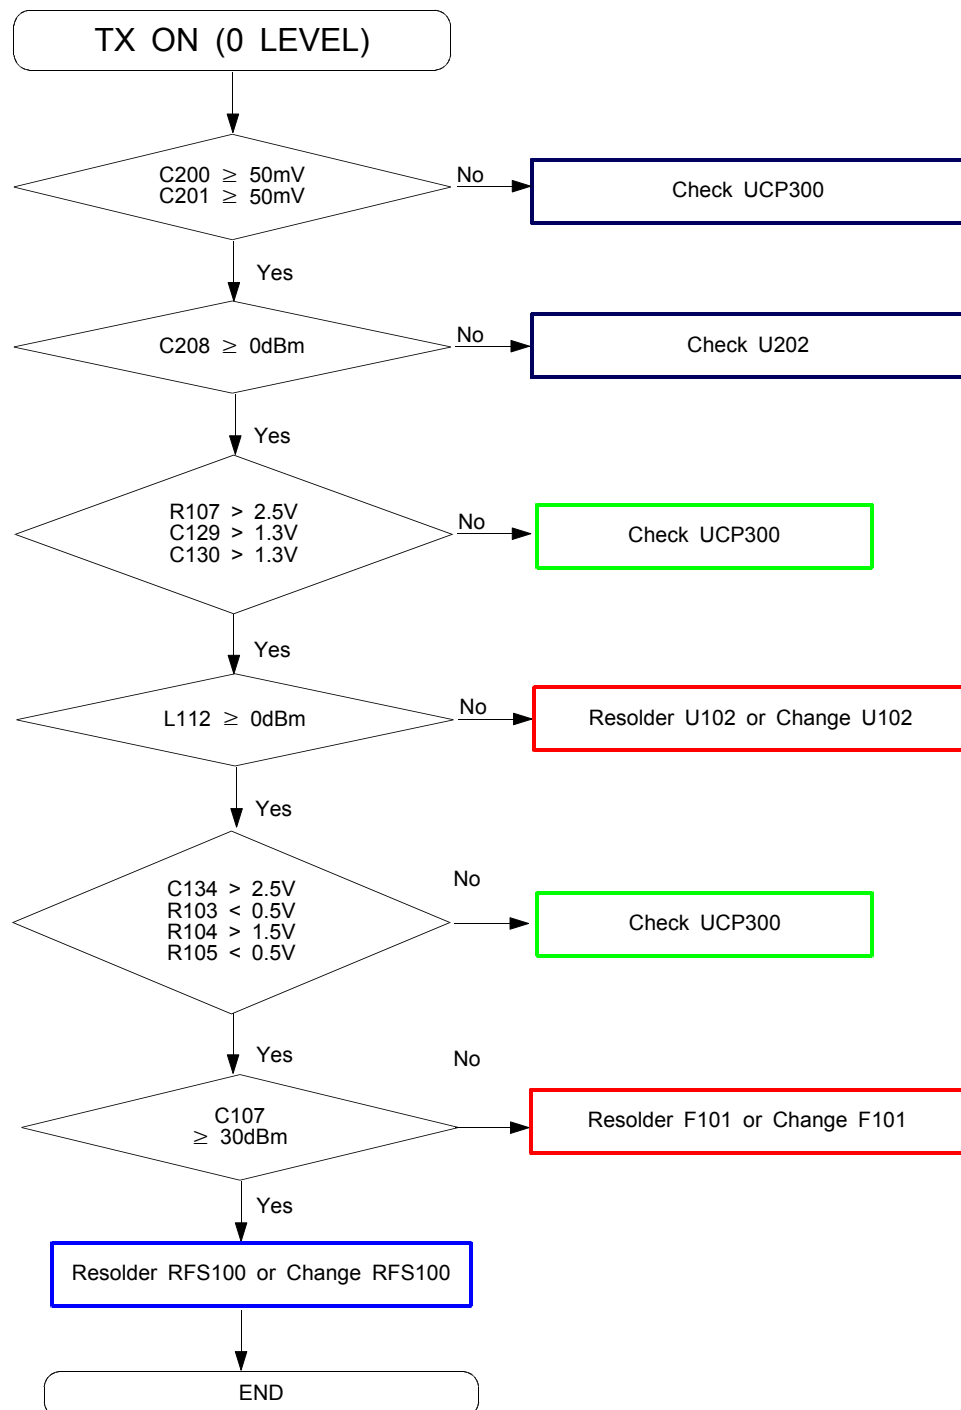 TX ON (0 LEVEL)
C200 ≥ 50mV
C201 ≥ 50mV
No
Check UCP300
Yes
C208 ≥ 0dBm
No
Check U202
Yes
R107 > 2.5V
C129 > 1.3V
C130 > 1.3V
No
Check UCP300
Yes
L112 ≥ 0dBm
No
Resolder U102 or Change U102
Yes
C134 > 2.5V
R103 < 0.5V
R104 > 1.5V
R105 < 0.5V
No
Check UCP300
Yes
No
C107
≥ 30dBm
Resolder F101 or Change F101
Yes
Resolder RFS100 or Change RFS100
END